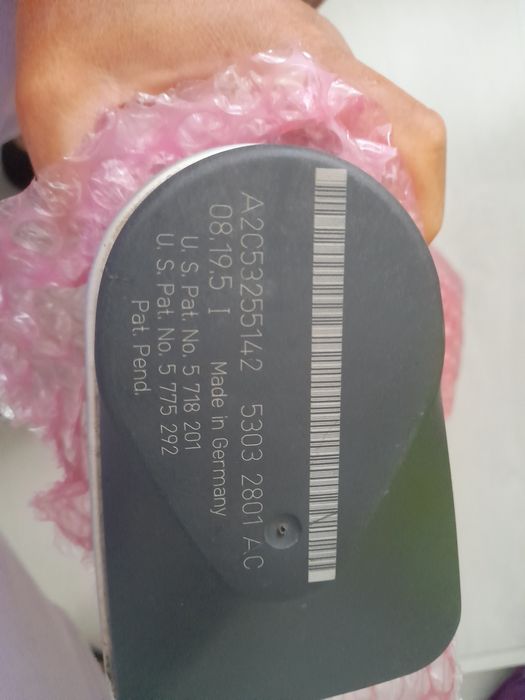 A2C53255142 5303 2801 AC
08.19.5 I Made in Germany
U. S. Pat. No. 5 718 201
U. S. Pat. No. 5 775 292
Pat. Pend.